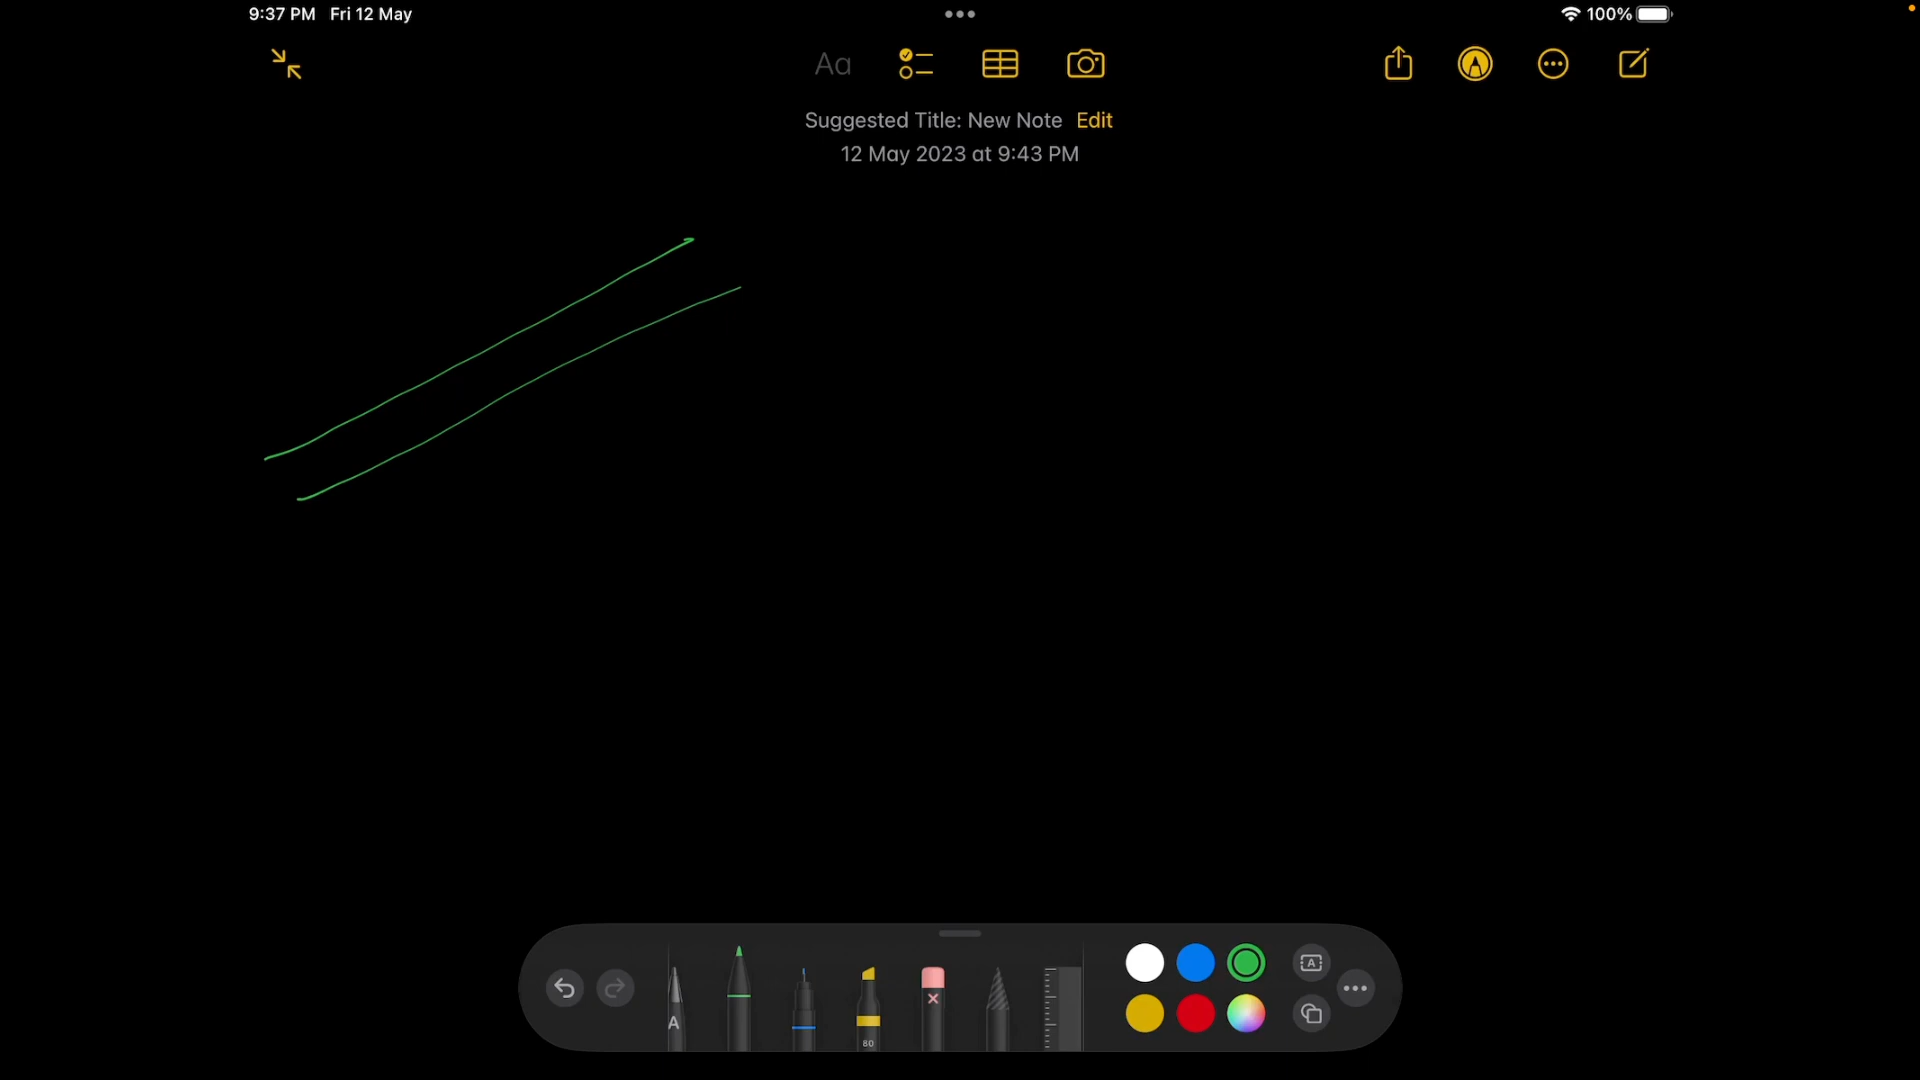 9:37 PM Fri 12 May 100%
Aa
Suggested Title: New Note Edit
12 May 2023 at 9:43 PM
A 80 A